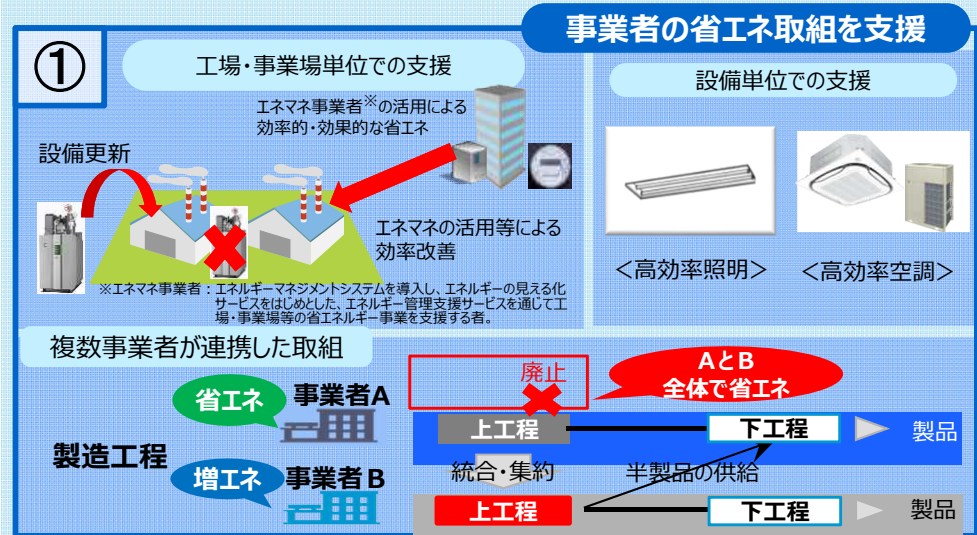 事業者の省エネ取組を支援
①
工場・事業場単位での支援
エネマネ事業者※の活用による
効率的・効果的な省エネ
設備更新
エネマネの活用等による
効率改善
※エネマネ事業者：エネルギーマネジメントシステムを導入し、エネルギーの見える化
サービスをはじめとした、エネルギー管理支援サービスを通じて工
場・事業場等の省エネルギー事業を支援する者。
設備単位での支援
＜高効率照明＞
＜高効率空調＞
複数事業者が連携した取組
製造工程
省エネ
事業者A
増エネ
事業者B
廃止
AとB
全体で省エネ
上工程
下工程
製品
統合・集約
半製品の供給
上工程
下工程
製品